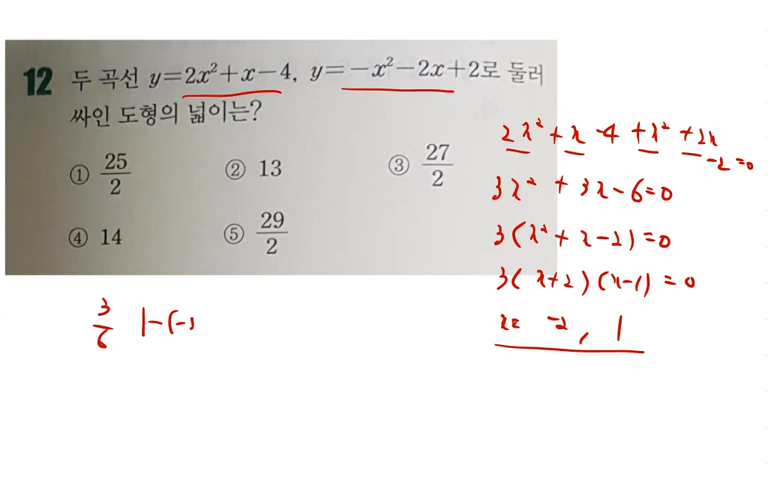 12 두 곡선 y=2x²+x-4, y=-x²-2x+2로 둘러
싸인 도형의 넓이는?
① 25/2 ② 13 ③ 27/2
④ 14 ⑤ 29/2
2x²+x-4+x²+2x
-2=0
3x²+3x-6=0
3(x²+x-2)=0
3(x+2)(x-1)=0
x= -2, 1
3/6 1-(-